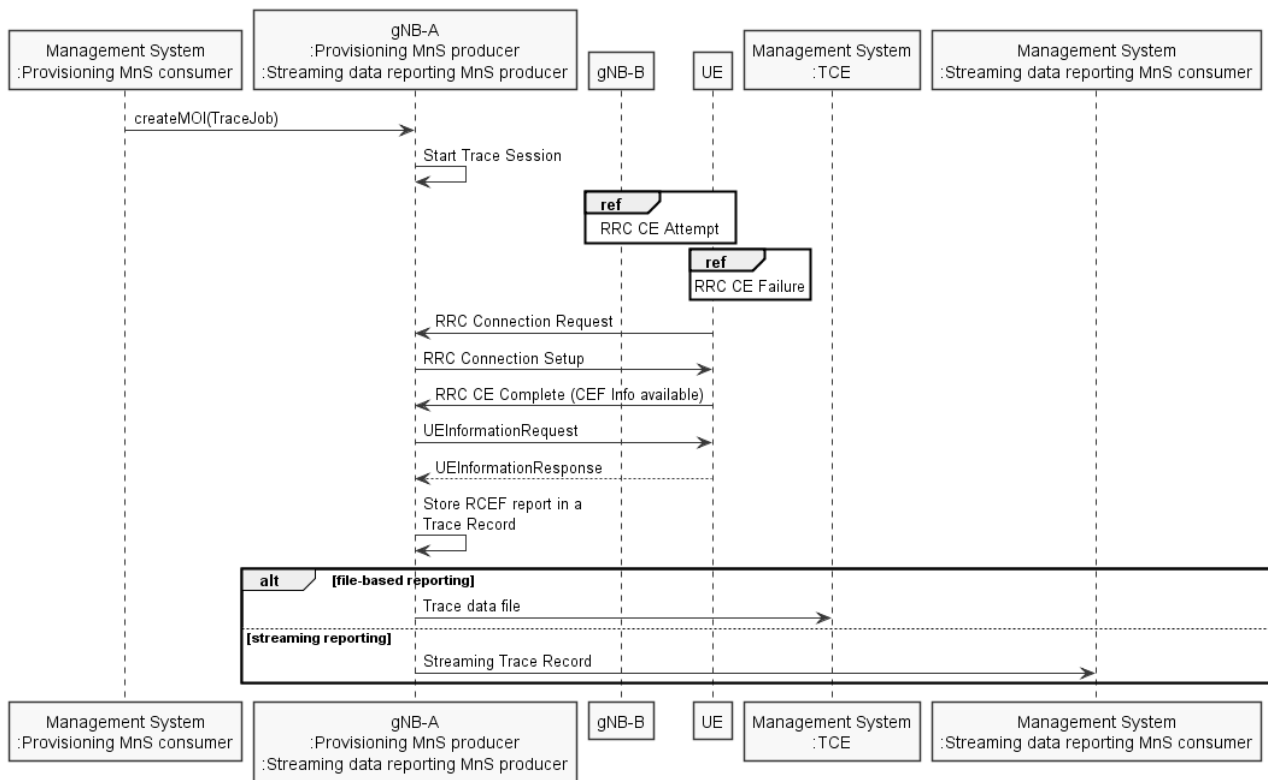 Management System
:Provisioning MnS consumer
gNB-A
:Provisioning MnS producer
:Streaming data reporting MnS producer
gNB-B
UE
Management System
:TCE
Management System
:Streaming data reporting MnS consumer
createMOI(TraceJob)
Start Trace Session
ref
RRC CE Attempt
ref
RRC CE Failure
RRC Connection Request
RRC Connection Setup
RRC CE Complete (CEF Info available)
UEInformationRequest
UEInformationResponse
Store RCEF report in a
Trace Record
alt
[file-based reporting]
Trace data file
[streaming reporting]
Streaming Trace Record
Management System
:Provisioning MnS consumer
gNB-A
:Provisioning MnS producer
:Streaming data reporting MnS producer
gNB-B
UE
Management System
:TCE
Management System
:Streaming data reporting MnS consumer